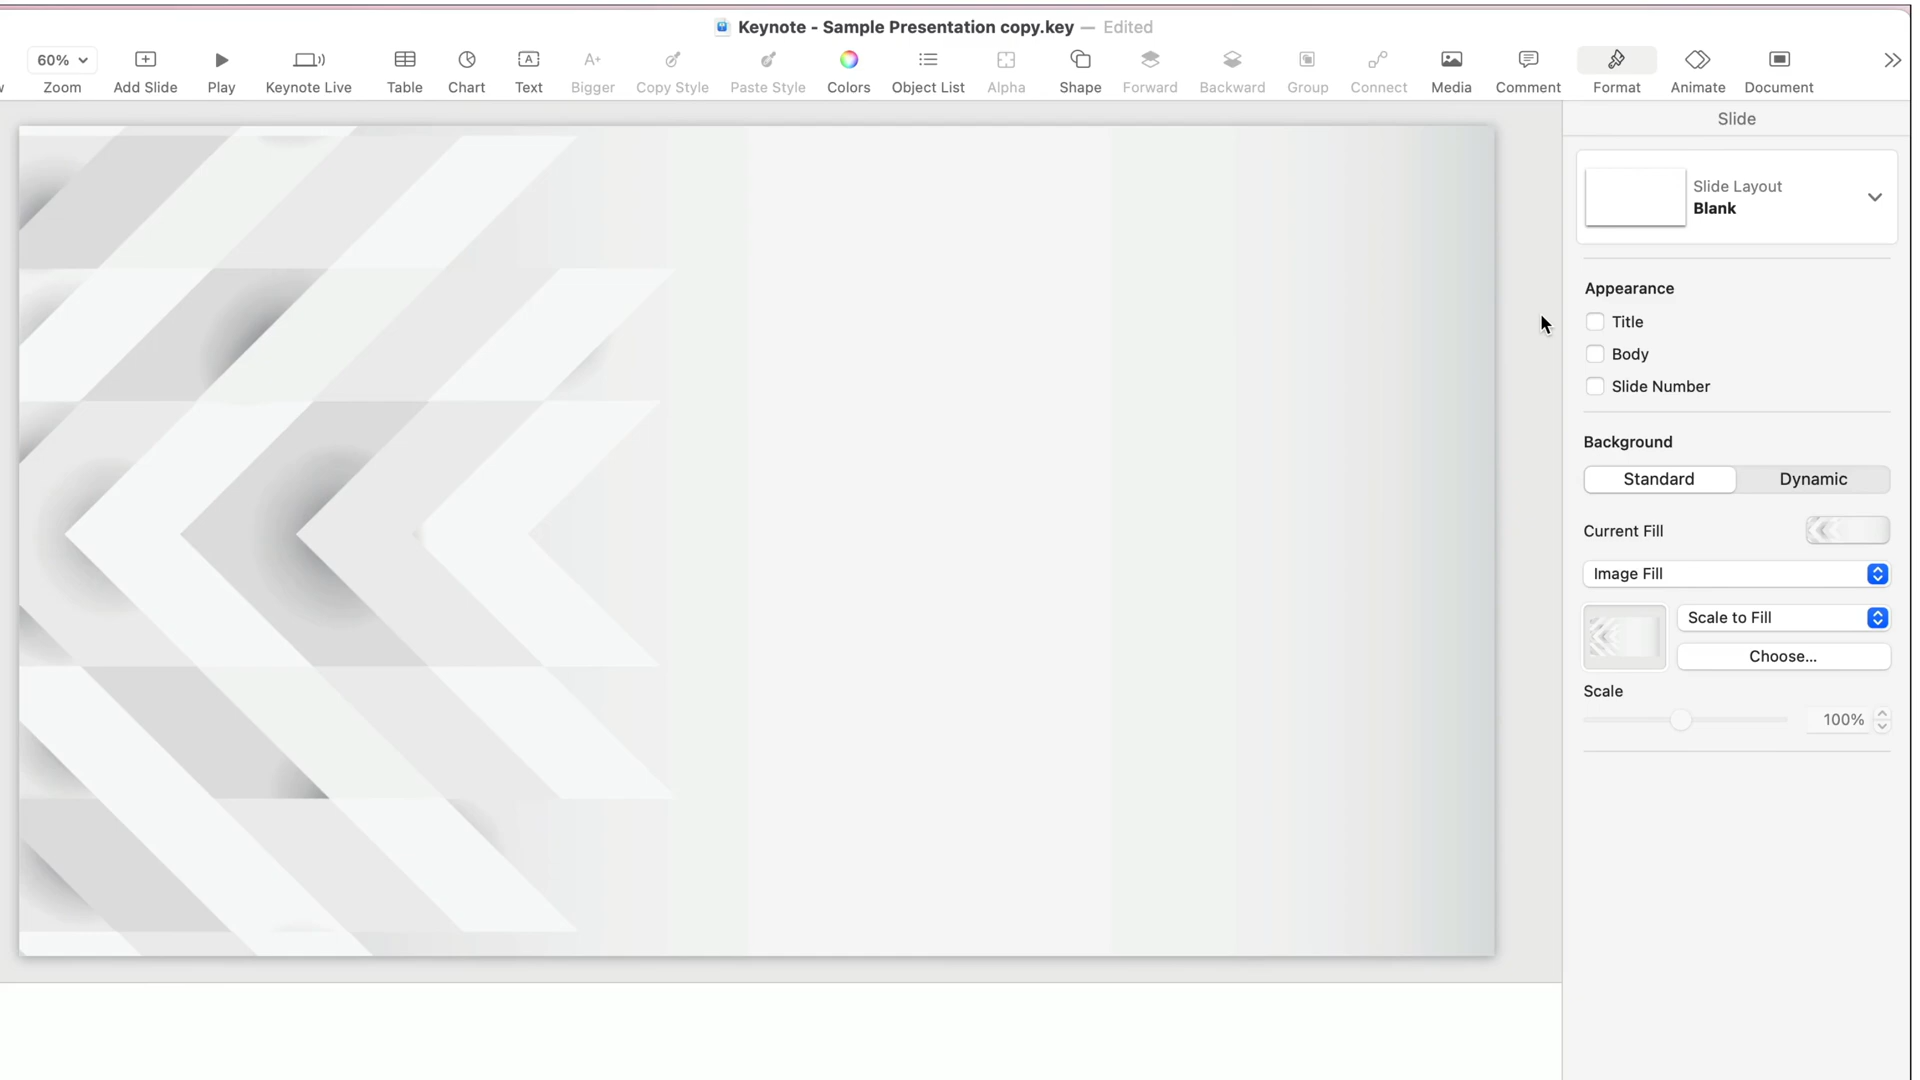 Keynote - Sample Presentation copy.key — Edited
60%
Zoom
Add Slide
Play
Keynote Live
Table
Chart
Text
Bigger
Copy Style
Paste Style
Colors
Object List
Alpha
Shape
Forward
Backward
Group
Connect
Media
Comment
Format
Animate
Document
Slide
Slide Layout
Blank
Appearance
Title
Body
Slide Number
Background
Standard
Dynamic
Current Fill
Image Fill
Scale to Fill
Choose...
Scale
100%